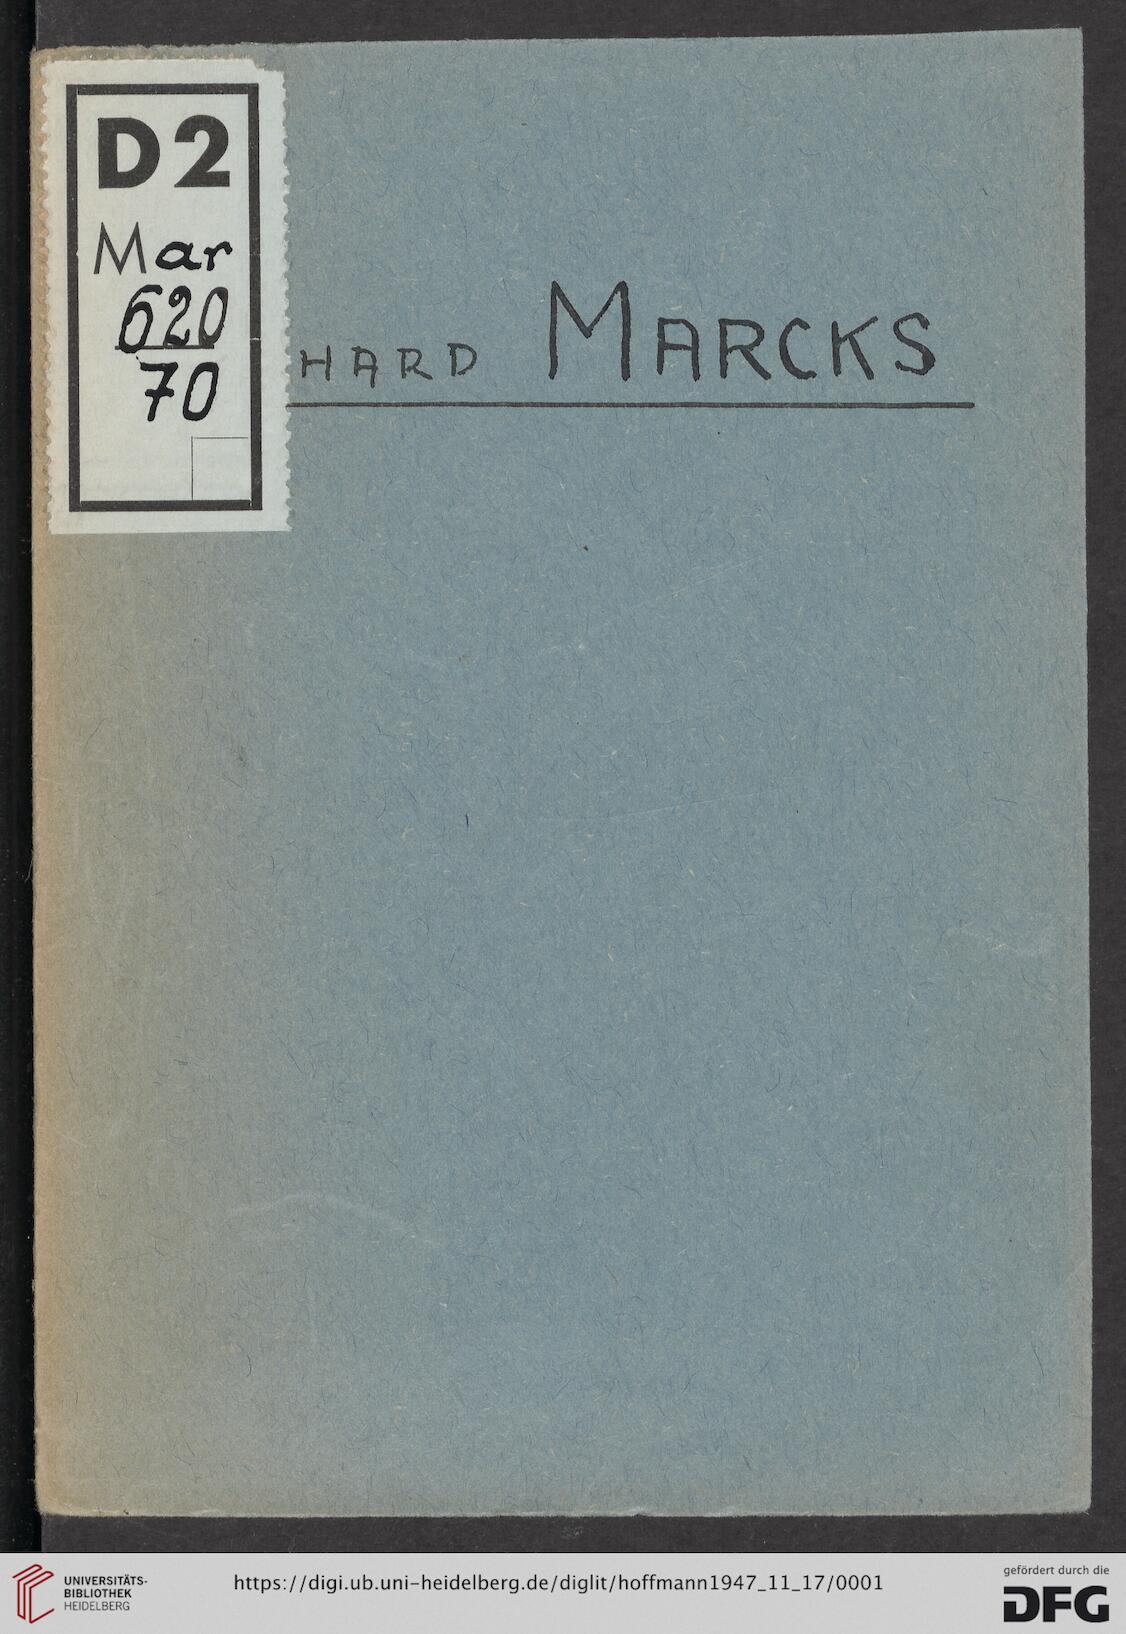 D2
Mar
620
70
HARD MARCKS
UNIVERSITÄTS-
BIBLIOTHEK
HEIDELBERG
https://digi.ub.uni-heidelberg.de/diglit/hoffmann1947_11_17/0001
gefördert durch die
DFG